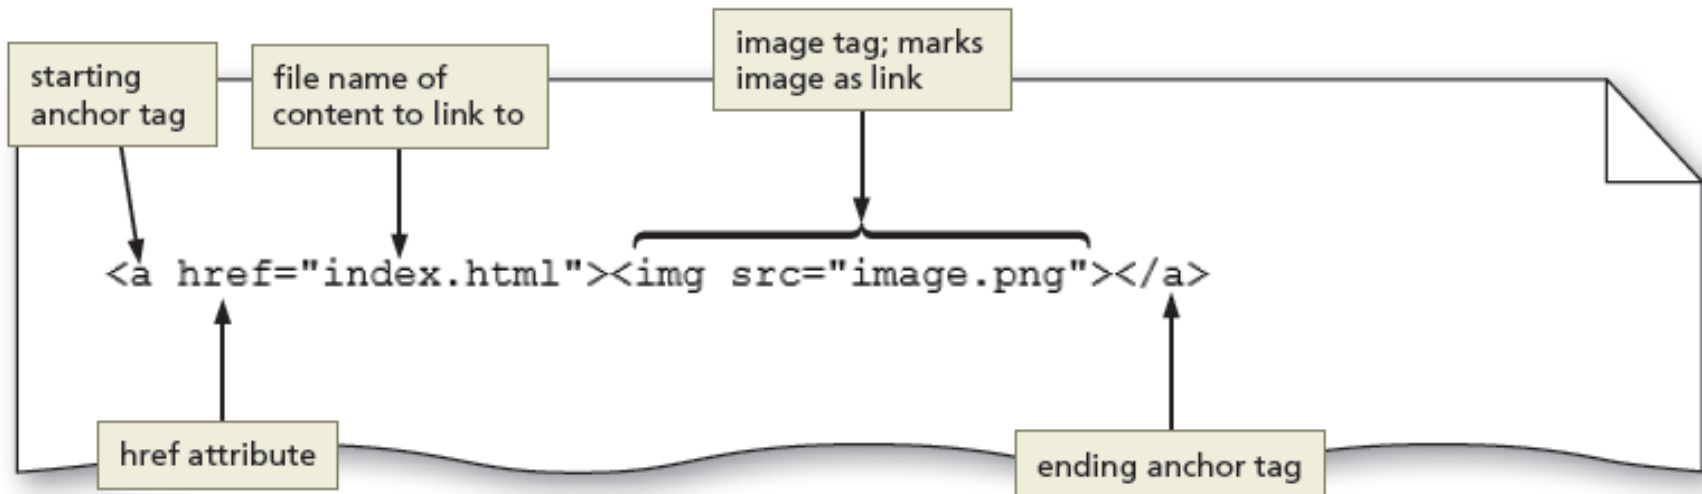 starting
anchor tag
file name of
content to link to
image tag; marks
image as link
<a href="index.html"><img src="image.png"></a>
href attribute
ending anchor tag